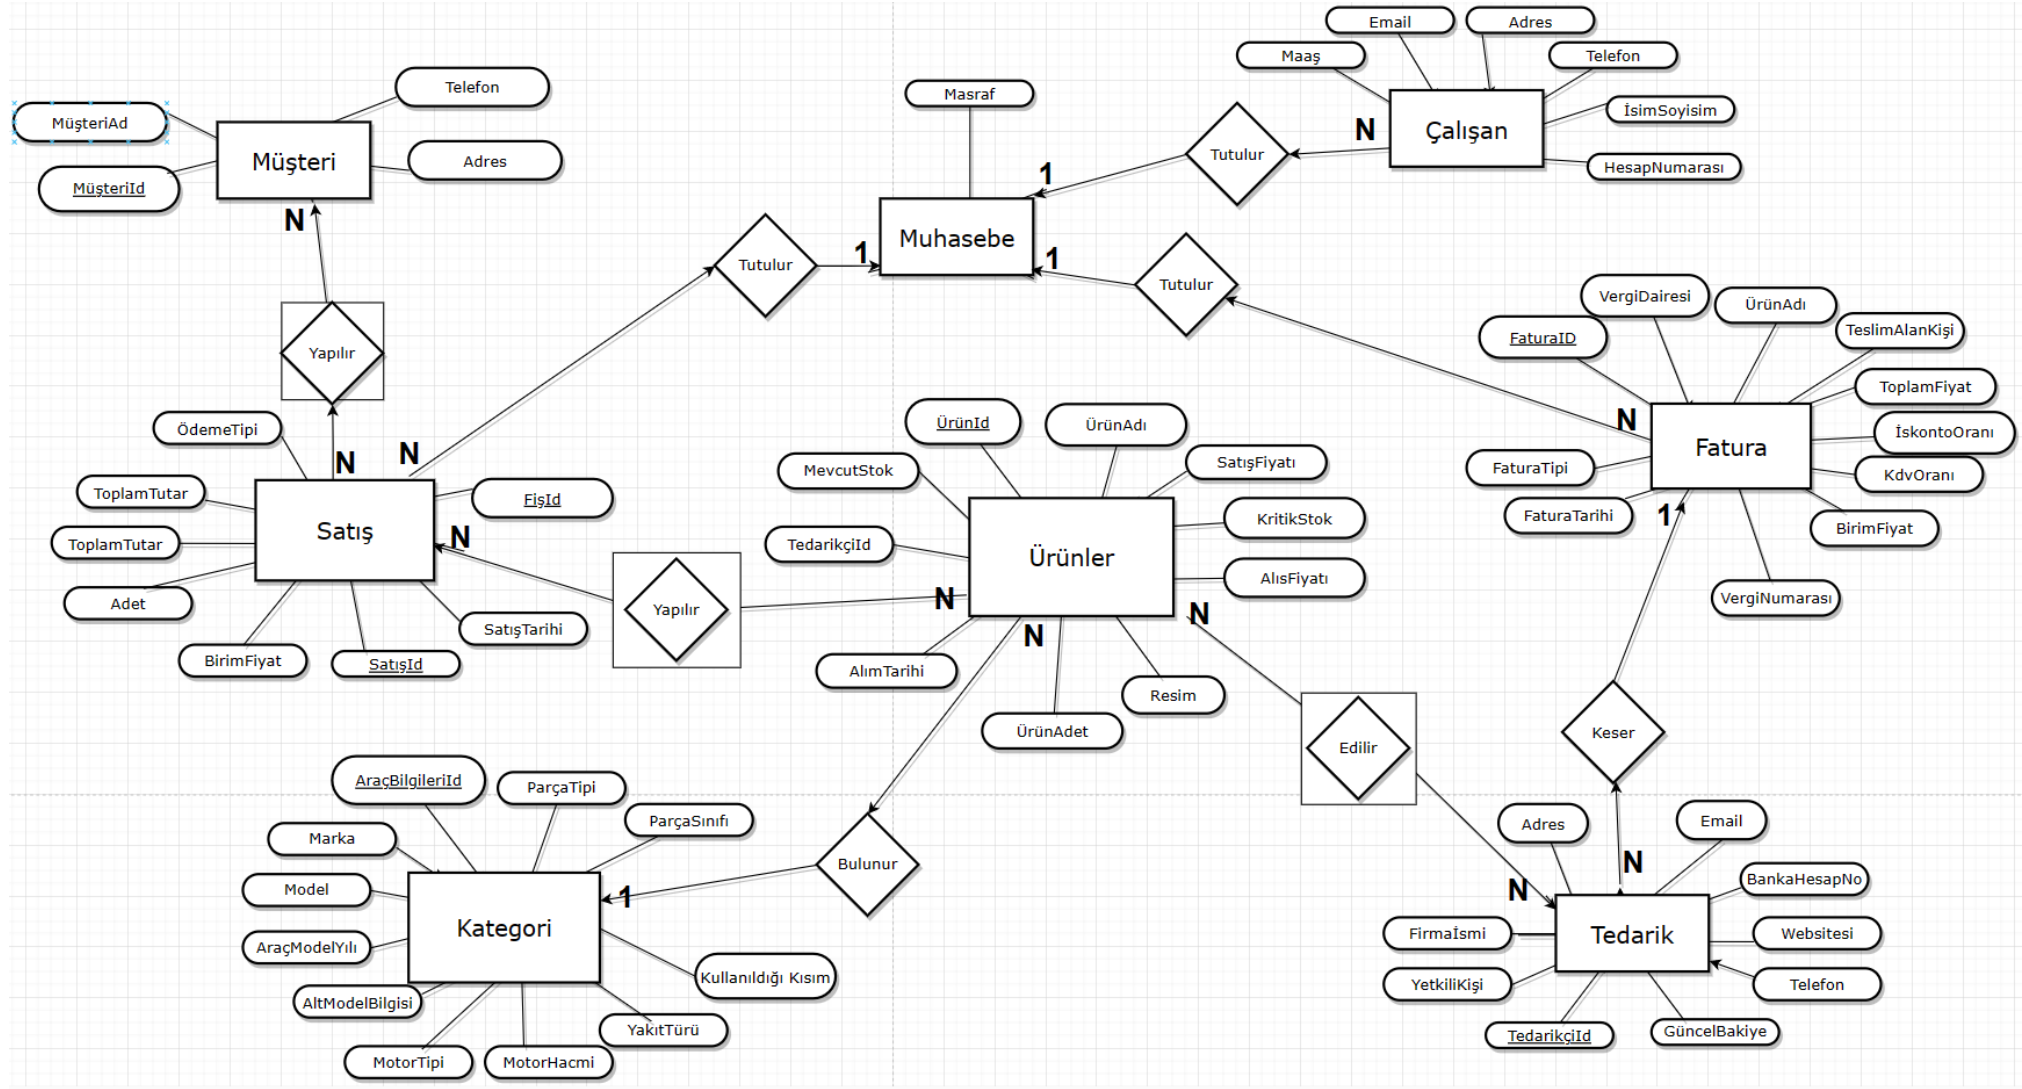 Email
Adres
Maaş
Telefon
Çalışan
İsimSoyisim
HesapNumarası
N
Telefon
MüşteriAd
Müşteri
Adres
MüşteriId
N
Masraf
Tutulur
1
Muhasebe
Tutulur
1
1
Tutulur
Yapılır
N
N
VergiDairesi
ÜrünAdı
FaturaID
TeslimAlanKişi
ToplamFiyat
İskontoOranı
N
Fatura
FaturaTipi
KdvOranı
FaturaTarihi
1
BirimFiyat
VergiNumarası
ÖdemeTipi
ToplamTutar
FişId
Satış
ToplamTutar
N
Adet
SatışTarihi
BirimFiyat
SatışId
Yapılır
ÜrünId
ÜrünAdı
MevcutStok
SatışFiyatı
KritikStok
TedarikçiId
Ürünler
AlısFiyatı
N
N
N
AlımTarihi
Resim
ÜrünAdet
Edilir
Keser
AraçBilgileriId
ParçaTipi
ParçaSınıfı
Marka
Bulunur
Model
1
Kategori
AraçModelYılı
Kullanıldığı Kısım
AltModelBilgisi
YakıtTürü
MotorTipi
MotorHacmi
Adres
Email
N
N
BankaHesapNo
Firmaİsmi
Tedarik
Websitesi
YetkiliKişi
Telefon
TedarikçiId
GüncelBakiye